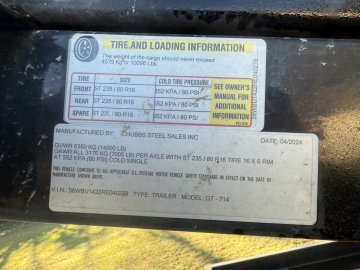 TIRE AND LOADING INFORMATION
The weight of the cargo should never exceed
4579 Kg or 10096 Lbs.
TIRE SIZE COLD TIRE PRESSURE
FRONT ST 235 / 80 R16 552 KPA / 80 PSI
REAR ST 235 / 80 R16 552 KPA / 80 PSI
SPARE ST 235 / 80 R16 552 KPA / 80 PSI
SEE OWNER'S
MANUAL FOR
ADDITIONAL
INFORMATION
56WBU1422RE040228
MANUFACTURED BY: CHUBBS STEEL SALES INC
DATE: 04/2024
GVWR 6350 KG (14000 LB)
GAWR ALL 3175 KG (7000 LB) PER AXLE WITH ST 235 / 80 R16 TIRE 16 X 6 RIM
AT 552 KPA (80 PSI) COLD SINGLE
THIS VEHICLE CONFORMS TO ALL APPLICABLE FEDERAL MOTOR VEHICLE SAFETY STANDARDS IN EFFECT ON THE DATE OF
MANUFACTURE SHOWN ABOVE
V.I.N.: 56WBU1422RE040228 TYPE: TRAILER MODEL: GT - 714